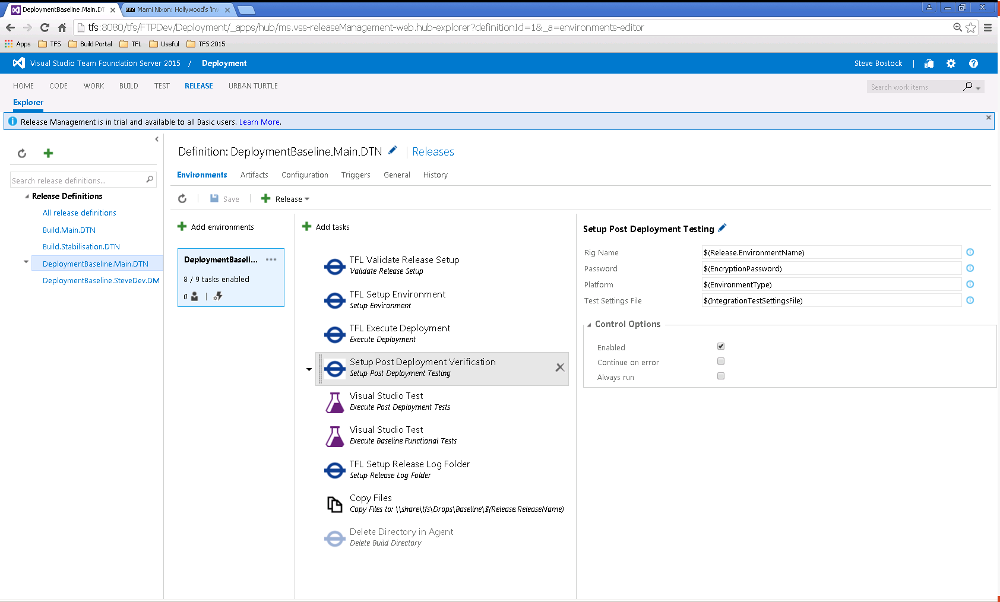 DeploymentBaseline.Main.DT
Marni Nixon: Hollywood's 'inv
tfs:8080/tfs/FTPDev/Deployment/_apps/hub/ms.vss-releaseManagement-web.hub-explorer?definitionId=1&_a=environments-editor
Apps TFS Build Portal TFL Useful TFS 2015
Visual Studio Team Foundation Server 2015 / Deployment
Steve Bostock |
HOME CODE WORK BUILD TEST RELEASE URBAN TURTLE
Search work items
Explorer
Release Management is in trial and available to all Basic users. Learn More.
Search release definitions...
Release Definitions
All release definitions
Build.Main.DTN
Build.Stabilisation.DTN
DeploymentBaseline.Main.DTN
DeploymentBaseline.SteveDev.DM
Definition: DeploymentBaseline.Main.DTN | Releases
Environments Artifacts Configuration Triggers General History
Save Release
Add environments
DeploymentBaseli... 
8 / 9 tasks enabled
0
Add tasks
TFL Validate Release Setup
Validate Release Setup
TFL Setup Environment
Setup Environment
TFL Execute Deployment
Execute Deployment
Setup Post Deployment Verification
Setup Post Deployment Testing
Visual Studio Test
Execute Post Deployment Tests
Visual Studio Test
Execute Baseline.Functional Tests
TFL Setup Release Log Folder
Setup Release Log Folder
Copy Files
Copy Files to: \\share\tfs\Drops\Baseline\$(Release.ReleaseName)
Delete Directory in Agent
Delete Build Directory
Setup Post Deployment Testing
Rig Name $(Release.EnvironmentName)
Password $(EncryptionPassword)
Platform $(EnvironmentType)
Test Settings File $(IntegrationTestSettingsFile)
Control Options
Enabled
Continue on error
Always run